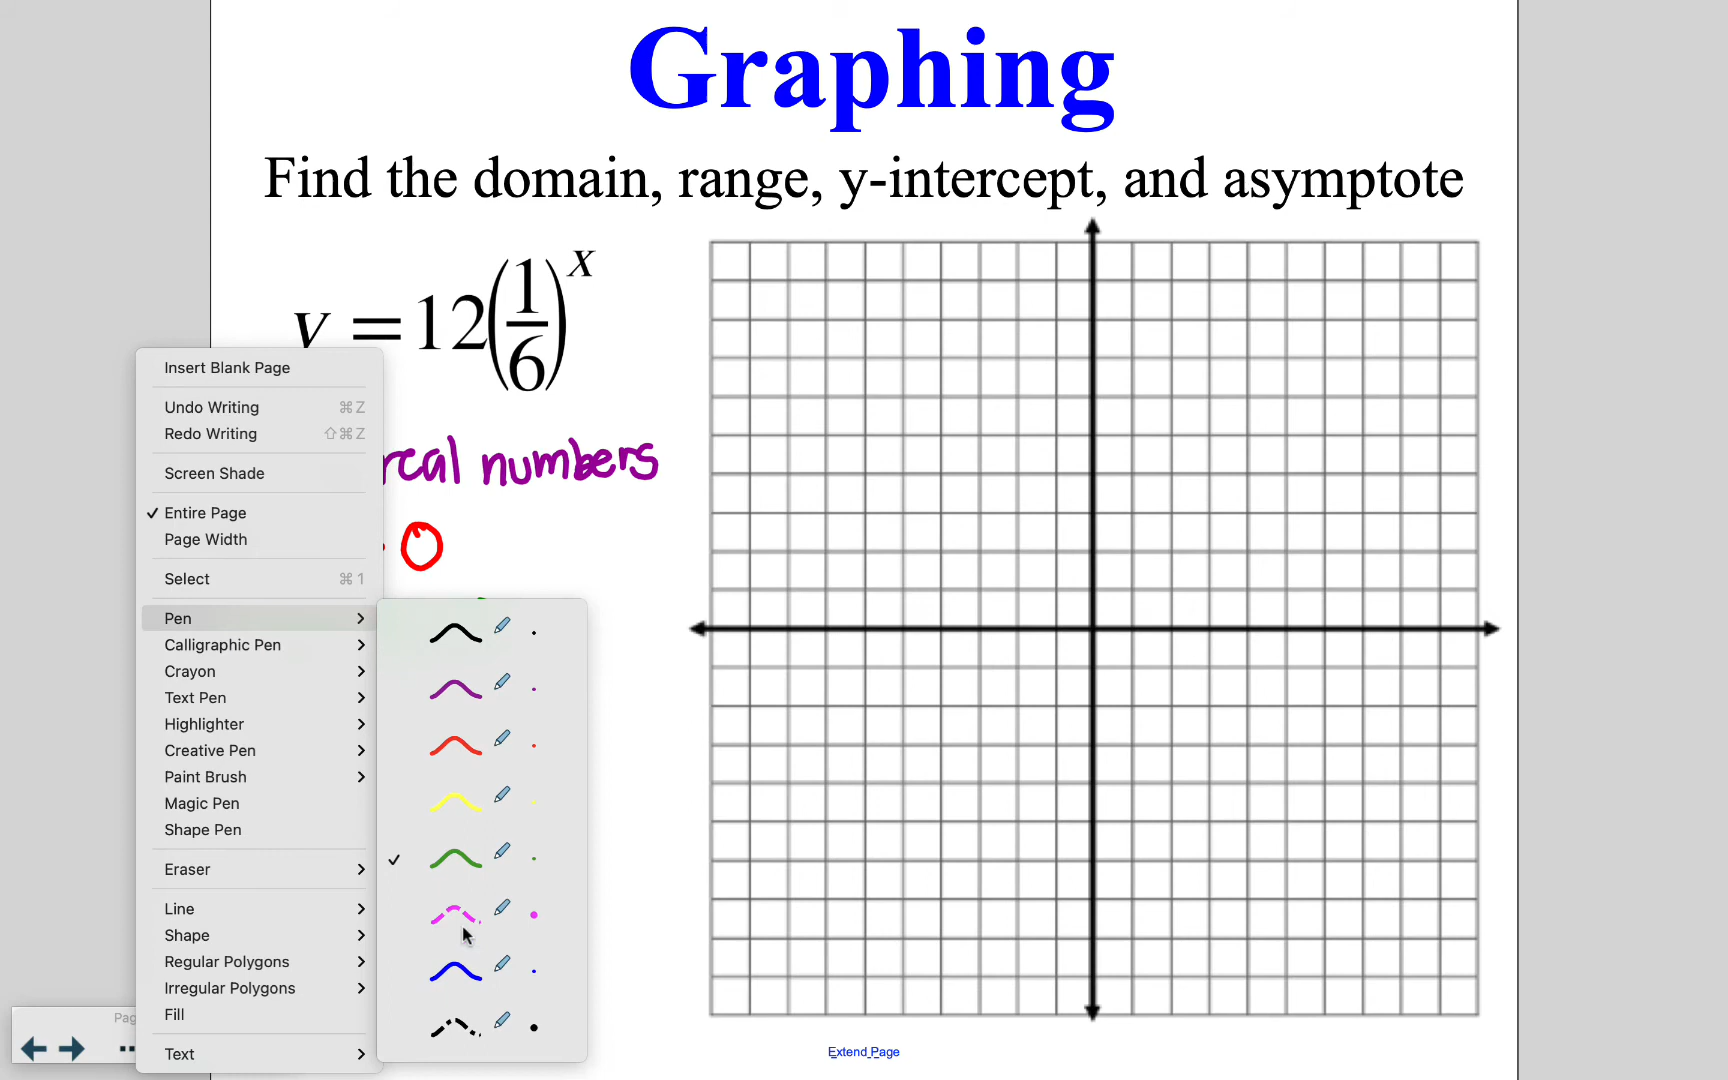 Graphing
Find the domain, range, y-intercept, and asymptote
y = 12(1/6)^x
real numbers
0
Insert Blank Page
Undo Writing ⌘Z
Redo Writing ⇧⌘Z
Screen Shade
✓ Entire Page
Page Width
Select ⌘1
Pen
Calligraphic Pen
Crayon
Text Pen
Highlighter
Creative Pen
Paint Brush
Magic Pen
Shape Pen
Eraser
Line
Shape
Regular Polygons
Irregular Polygons
Fill
Text
Pag
Extend Page